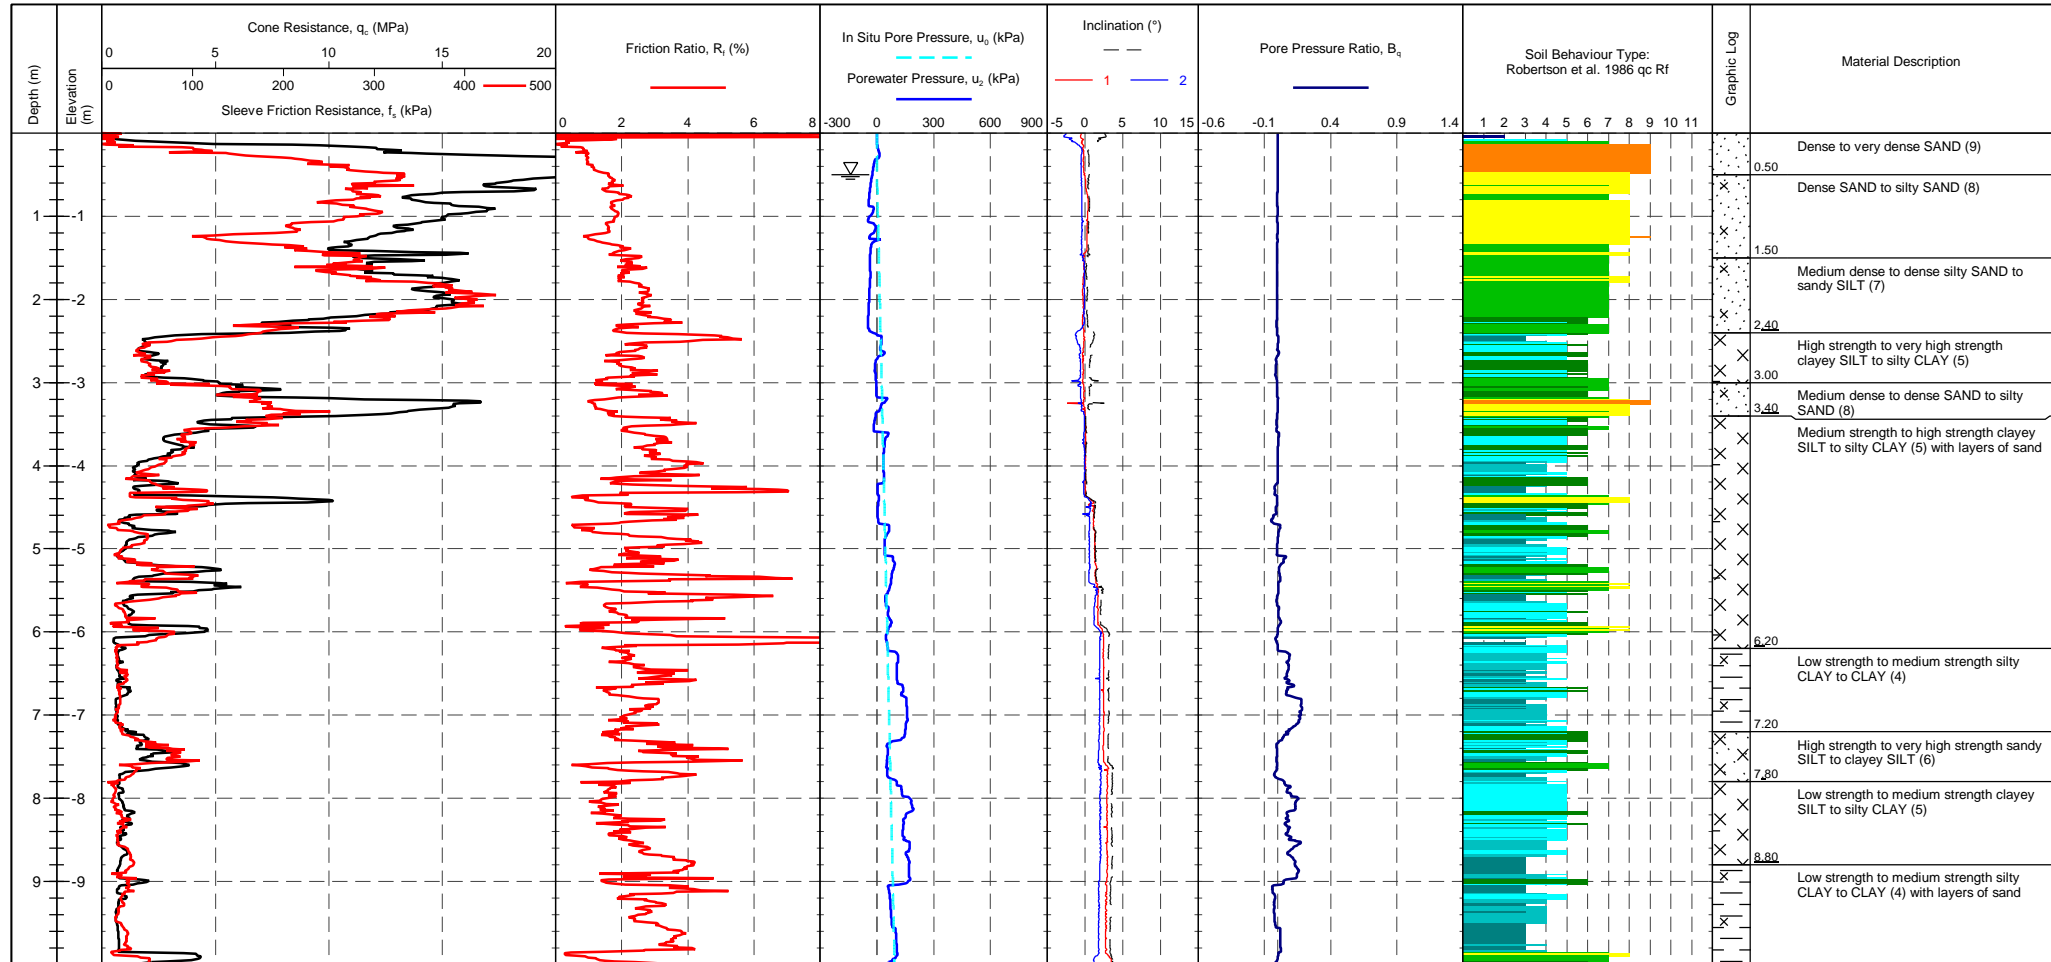 Depth (m)
Elevation (m)
Cone Resistance, qc (MPa)
0 5 10 15 20
0 100 200 300 400 500
Sleeve Friction Resistance, fs (kPa)
Friction Ratio, Rf (%)
0 2 4 6 8
In Situ Pore Pressure, u0 (kPa)
Porewater Pressure, u2 (kPa)
-300 0 300 600 900
Inclination (°)
1 2
-5 0 5 10 15
Pore Pressure Ratio, Bq
-0.6 -0.1 0.4 0.9 1.4
Soil Behaviour Type:
Robertson et al. 1986 qc Rf
1 2 3 4 5 6 7 8 9 10 11
Graphic Log
Material Description
Dense to very dense SAND (9)
0.50
Dense SAND to silty SAND (8)
1 -1
1.50
Medium dense to dense silty SAND to
sandy SILT (7)
2 -2
2.40
High strength to very high strength
clayey SILT to silty CLAY (5)
3 -3
3.00
Medium dense to dense SAND to silty
SAND (8)
3.40
Medium strength to high strength clayey
SILT to silty CLAY (5) with layers of sand
4 -4
5 -5
6 -6
6.20
Low strength to medium strength silty
CLAY to CLAY (4)
7 -7
7.20
High strength to very high strength sandy
SILT to clayey SILT (6)
7.80
Low strength to medium strength clayey
SILT to silty CLAY (5)
8 -8
8.80
Low strength to medium strength silty
CLAY to CLAY (4) with layers of sand
9 -9